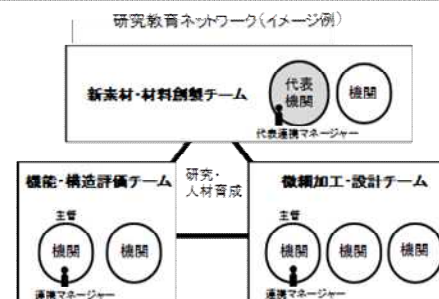 研究教育ネットワーク（イメージ例）
新素材・材料創製チーム
代表
機関
機関
代表連携マネージャー
研究・
人材育成
機能・構造評価チーム
主管
機関
機関
連携マネージャー
微細加工・設計チーム
主管
機関
機関
機関
連携マネージャー